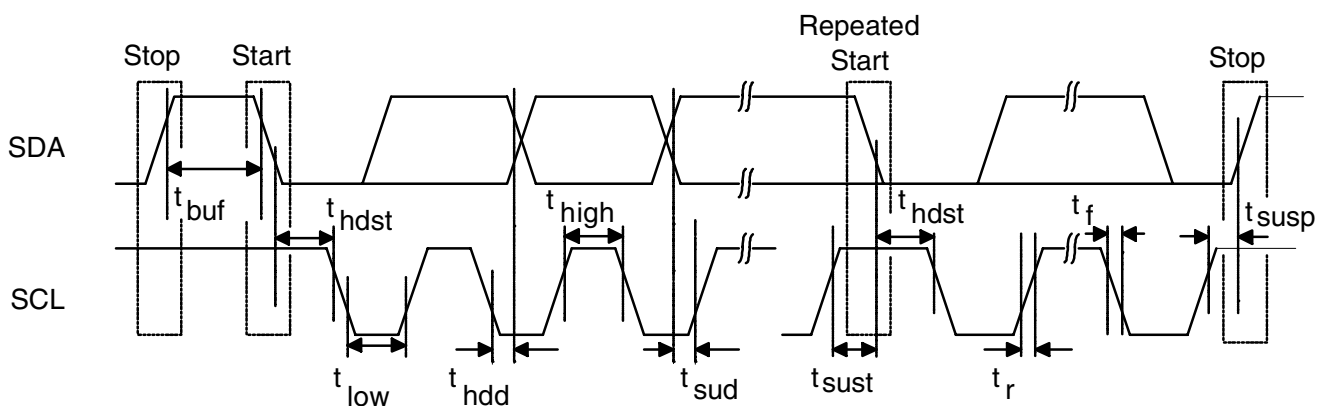 Stop
Start
Repeated
Start
Stop
SDA
t buf
t hdst
t high
t hdst
t f
t susp
SCL
t low
t hdd
t sud
t sust
t r